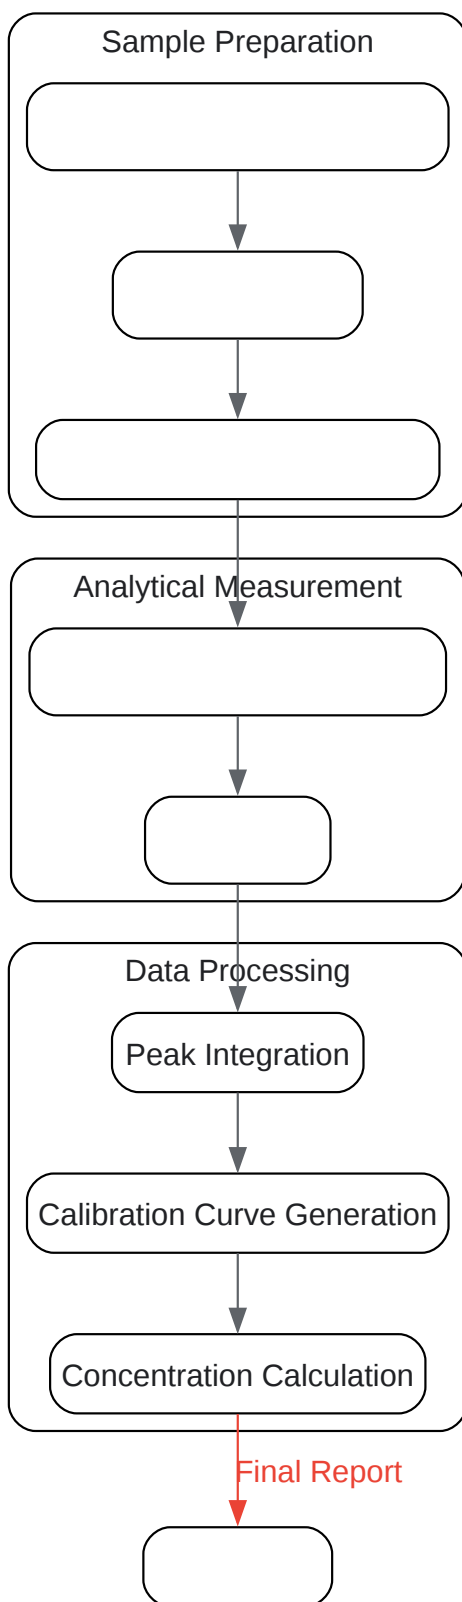 Sample Preparation
Analytical Measurement
Data Processing
Peak Integration
Calibration Curve Generation
Concentration Calculation
Final Report